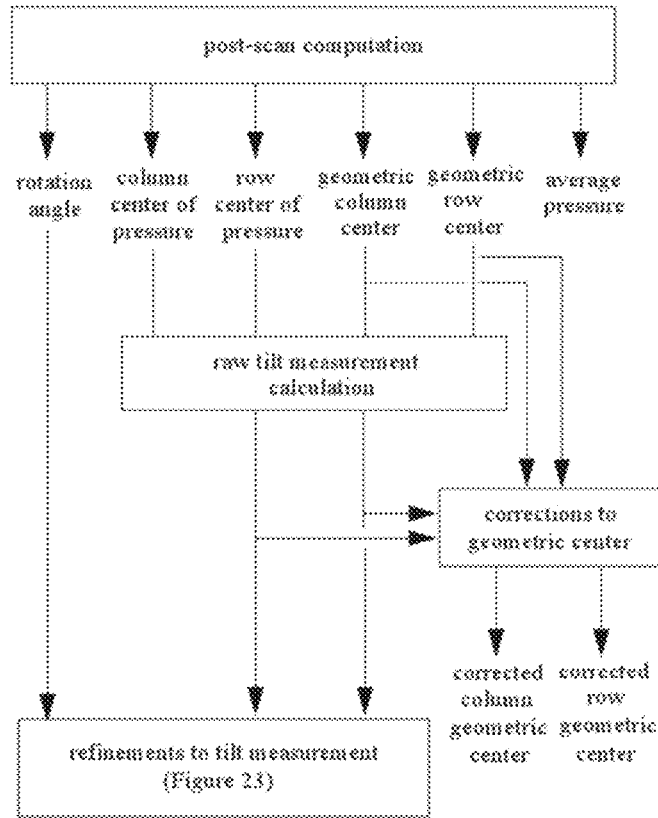 post-scan computation
rotation
angle
column
center of
pressure
row
center of
pressure
geometric
column
center
geometric
row
center
average
pressure
raw tilt measurement
calculation
corrections to
geometric center
corrected
column
geometric
center
corrected
row
geometric
center
refinements to tilt measurement
(Figure 23)